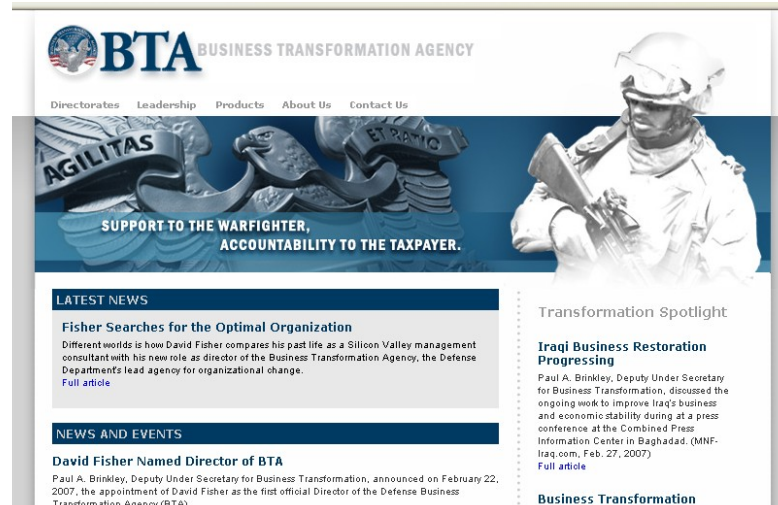 BTA BUSINESS TRANSFORMATION AGENCY
Directorates Leadership Products About Us Contact Us
AGILITAS ET RATIO
SUPPORT TO THE WARFIGHTER,
ACCOUNTABILITY TO THE TAXPAYER.
LATEST NEWS
Fisher Searches for the Optimal Organization
Different worlds is how David Fisher compares his past life as a Silicon Valley management
consultant with his new role as director of the Business Transformation Agency, the Defense
Department's lead agency for organizational change.
Full article
NEWS AND EVENTS
David Fisher Named Director of BTA
Paul A. Brinkley, Deputy Under Secretary for Business Transformation, announced on February 22,
2007, the appointment of David Fisher as the first official Director of the Defense Business
Transformation Agency (BTA)
Transformation Spotlight
Iraqi Business Restoration
Progressing
Paul A. Brinkley, Deputy Under Secretary
for Business Transformation, discussed the
ongoing work to improve Iraq's business
and economic stability during at a press
conference at the Combined Press
Information Center in Baghadad. (MNF-
Iraq.com, Feb. 27, 2007)
Full article
Business Transformation